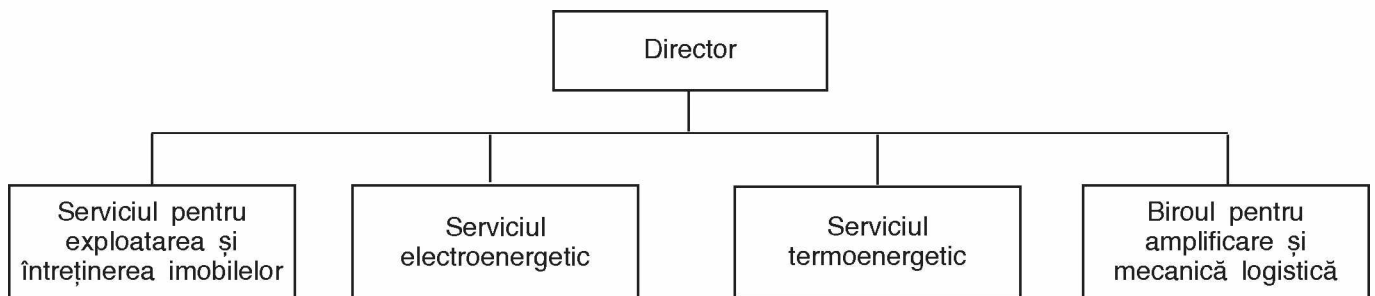 Director
Serviciul pentru
exploatarea și
întreținerea imobilelor
Serviciul
electroenergetic
Serviciul
termoenergetic
Biroul pentru
amplificare și
mecanică logistică